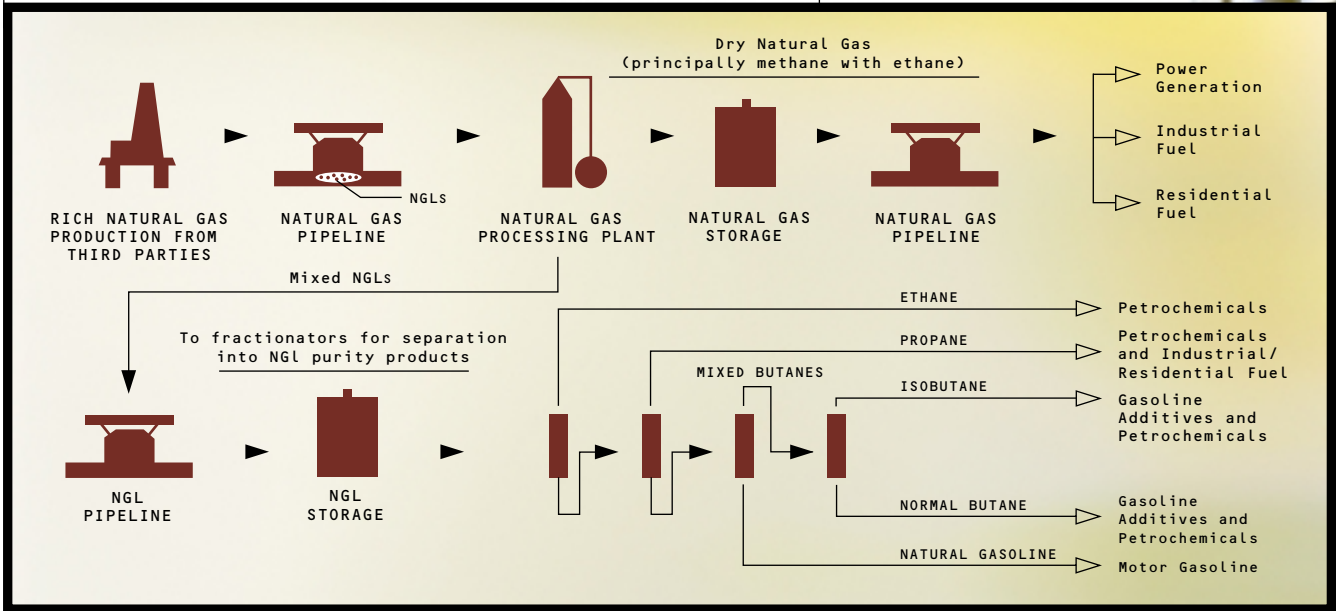 Dry Natural Gas
(principally methane with ethane)
Power
Generation
Industrial
Fuel
Residential
Fuel
NGLs
RICH NATURAL GAS
PRODUCTION FROM
THIRD PARTIES
NATURAL GAS
PIPELINE
NATURAL GAS
PROCESSING PLANT
NATURAL GAS
STORAGE
NATURAL GAS
PIPELINE
Mixed NGLs
To fractionators for separation
into NGl purity products
ETHANE
Petrochemicals
PROPANE
Petrochemicals
and Industrial/
Residential Fuel
MIXED BUTANES
ISOBUTANE
Gasoline
Additives and
Petrochemicals
NGL
PIPELINE
NGL
STORAGE
NORMAL BUTANE
Gasoline
Additives and
Petrochemicals
NATURAL GASOLINE
Motor Gasoline